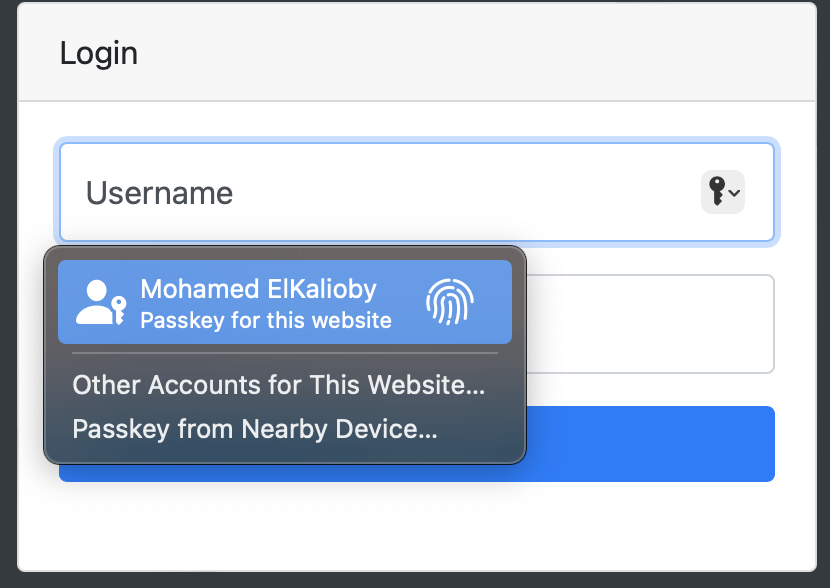 Login
Username
Mohamed ElKalioby
Passkey for this website
Other Accounts for This Website...
Passkey from Nearby Device...